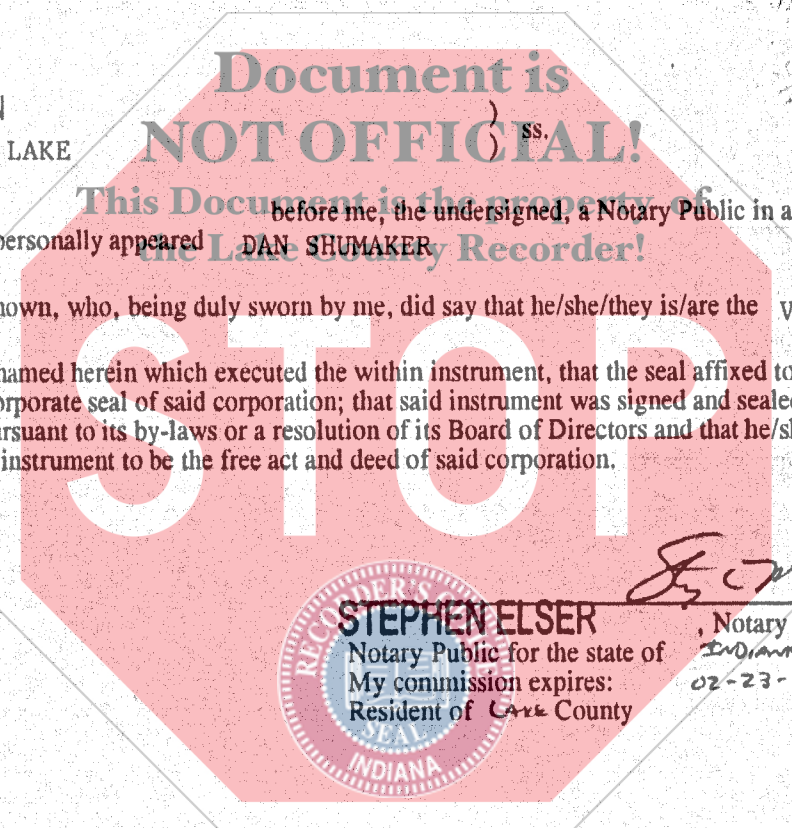 Document is
NOT OFFICIAL!
This Document is the property of
the Lake County Recorder!
STOP
N
LAKE
) ss.
)
before me, the undersigned, a Notary Public in a
personally appeared DAN SHUMAKER
nown, who, being duly sworn by me, did say that he/she/they is/are the V
named herein which executed the within instrument, that the seal affixed to
orporate seal of said corporation; that said instrument was signed and sealed
rsuant to its by-laws or a resolution of its Board of Directors and that he/sh
instrument to be the free act and deed of said corporation.
STEPHEN ELSER , Notary
Notary Public for the state of INDIANA
My commission expires: 02-23-
Resident of LAKE County
RECORDER'S OFFICE
SEAL
INDIANA